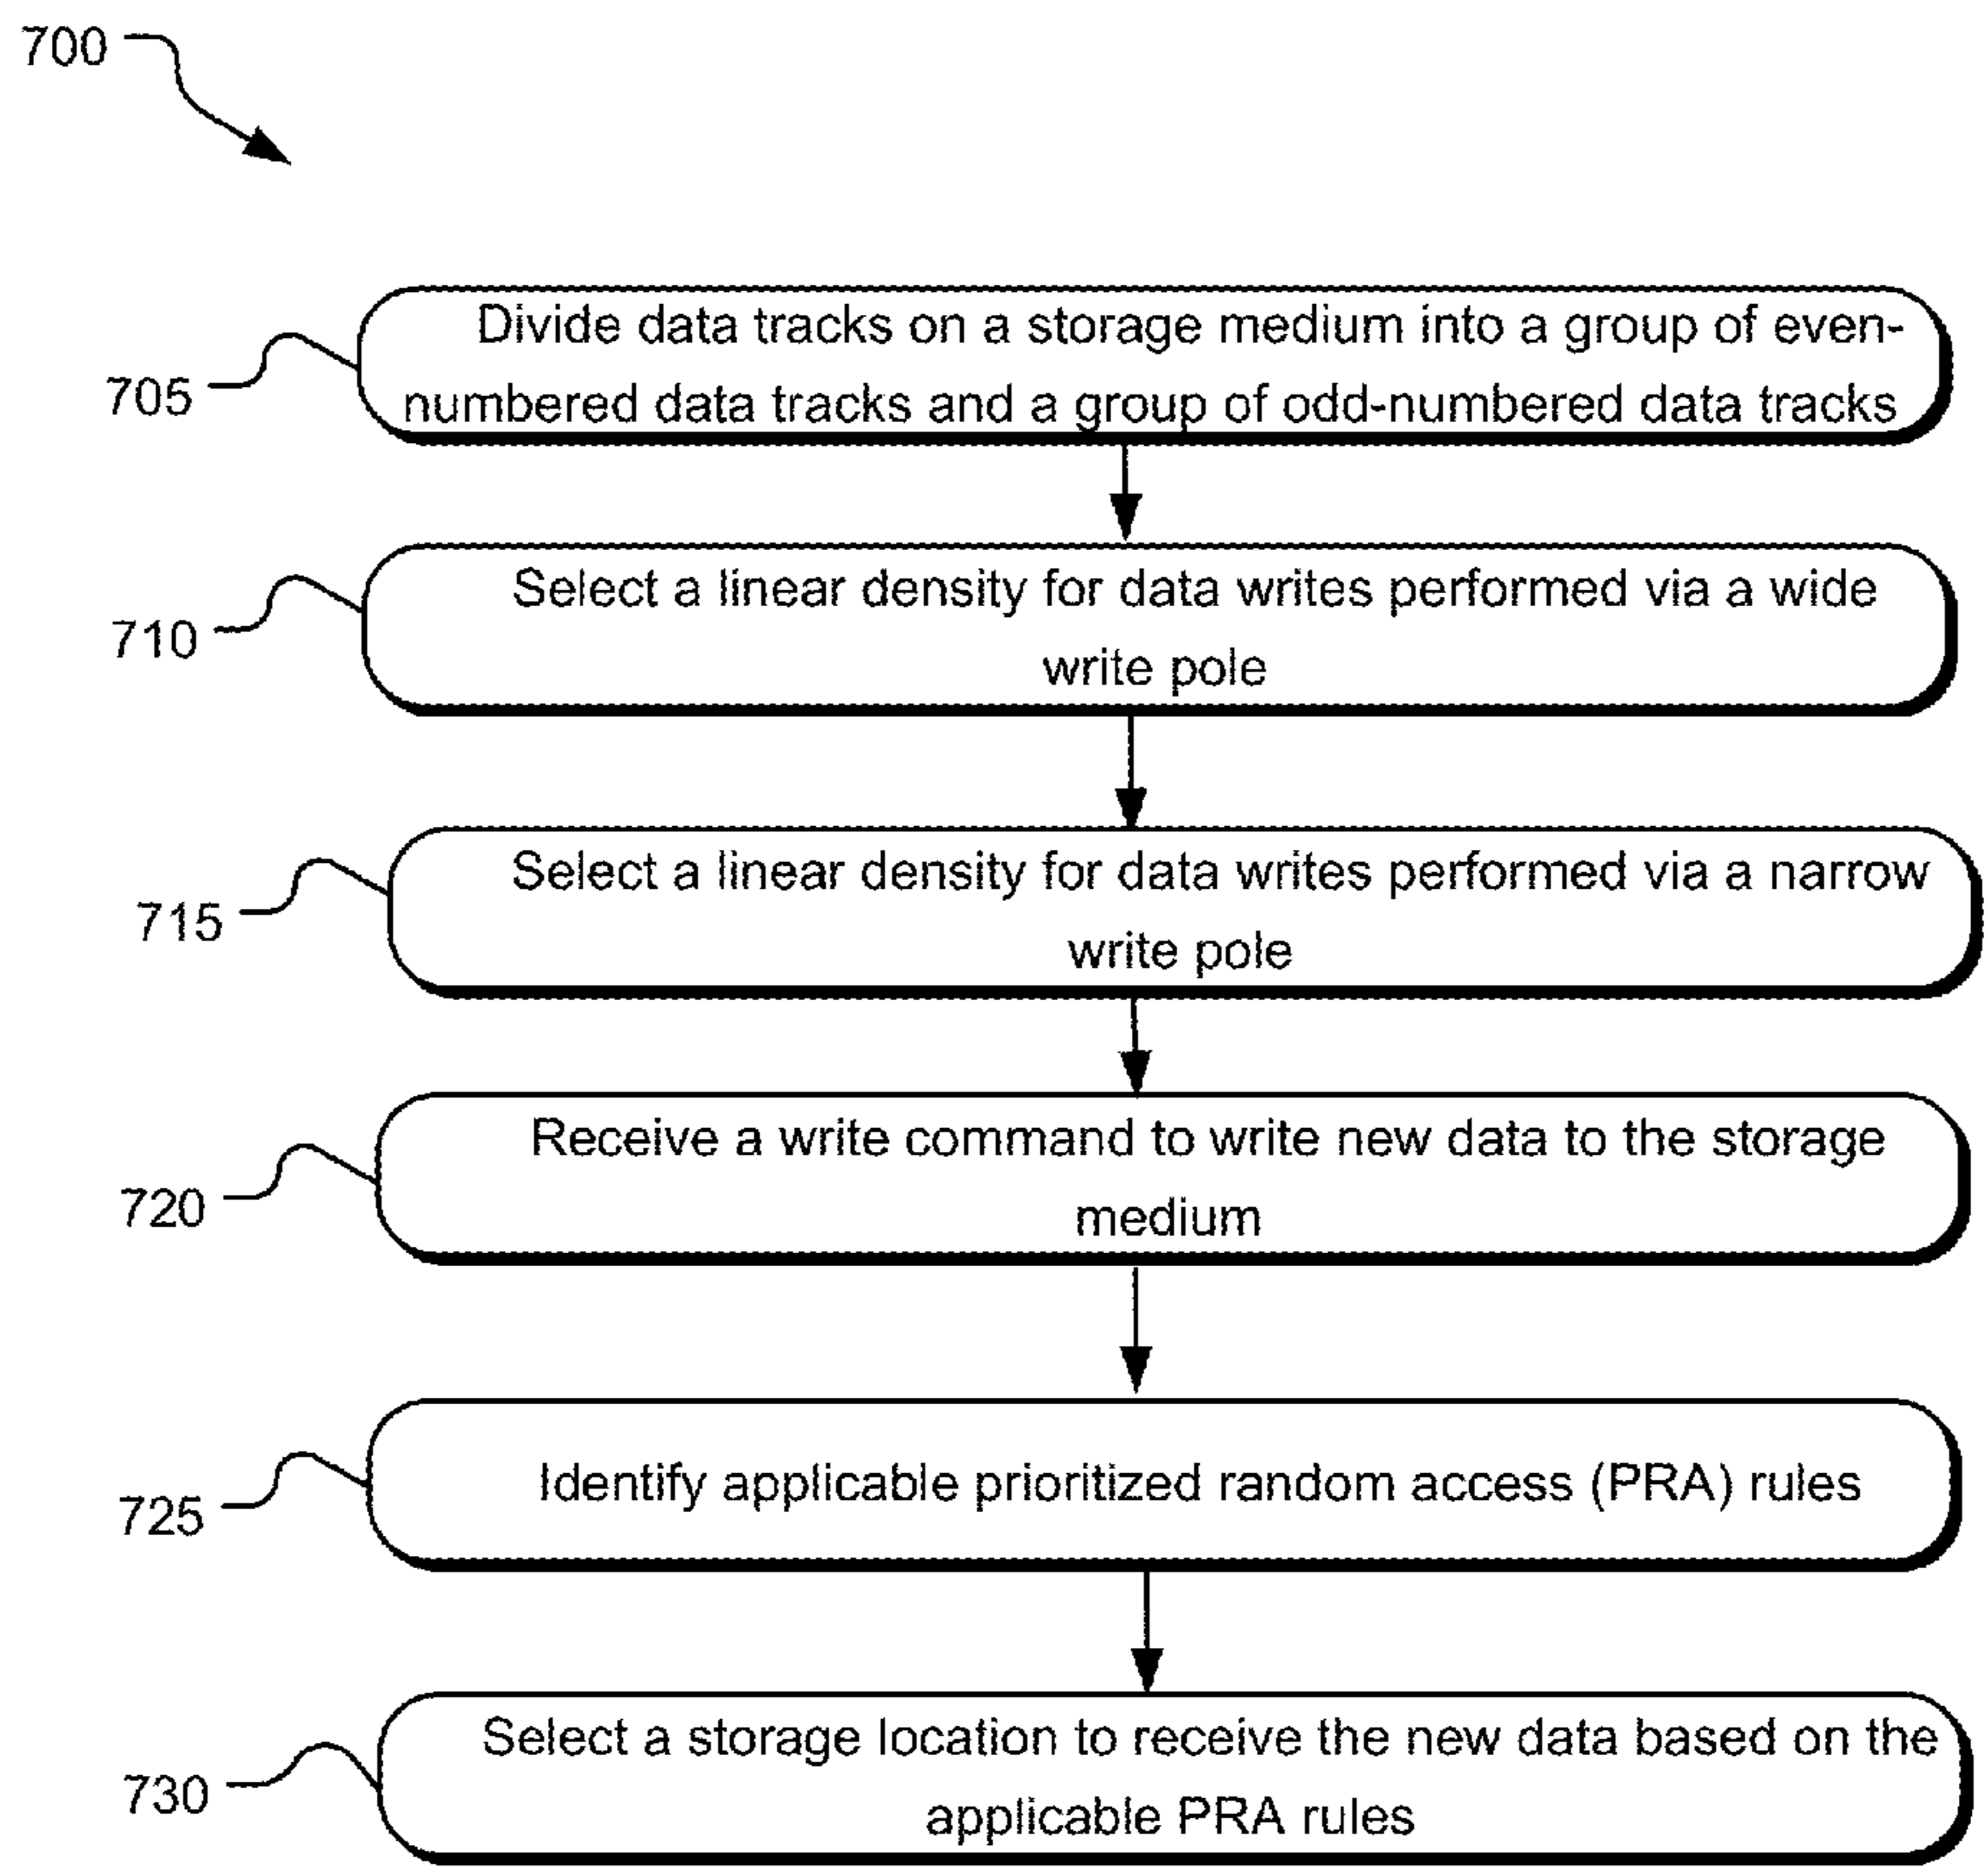 700
705
Divide data tracks on a storage medium into a group of even-
numbered data tracks and a group of odd-numbered data tracks
710
Select a linear density for data writes performed via a wide
write pole
715
Select a linear density for data writes performed via a narrow
write pole
720
Receive a write command to write new data to the storage
medium
725
Identify applicable prioritized random access (PRA) rules
730
Select a storage location to receive the new data based on the
applicable PRA rules